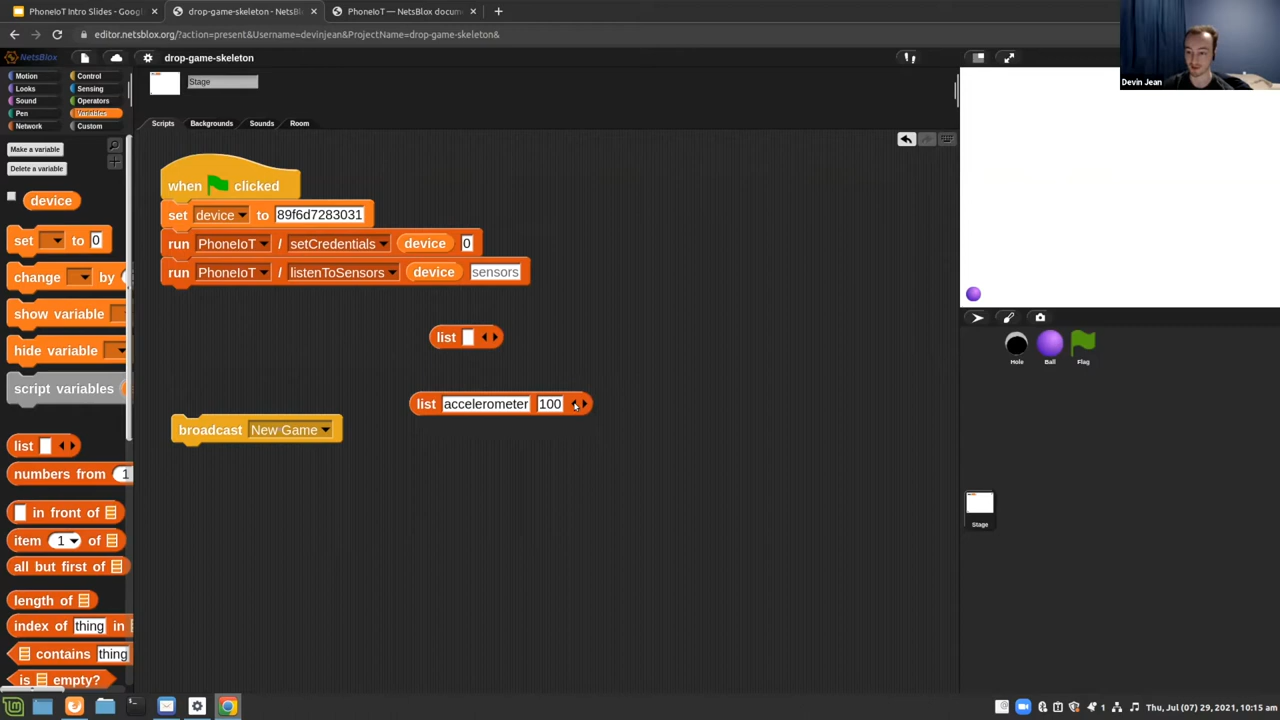 PhoneIoT Intro Slides - Goog
drop-game-skeleton - NetsBl
PhoneIoT — NetsBlox docum
editor.netsblox.org/?action=present&Username=devinjean&ProjectName=drop-game-skeleton&
Devin Jean
NetsBlox
drop-game-skeleton
Motion
Control
Looks
Sensing
Sound
Operators
Pen
Variables
Network
Custom
Stage
Scripts
Backgrounds
Sounds
Room
Make a variable
Delete a variable
device
set to 0
change by
show variable
hide variable
script variables
list
numbers from 1
in front of
item 1 of
all but first of
length of
index of thing in
contains thing
is empty?
when clicked
set device to 89f6d7283031
run PhoneIoT / setCredentials device 0
run PhoneIoT / listenToSensors device sensors
list
list accelerometer 100
broadcast New Game
Hole
Ball
Flag
Stage
1
Thu, Jul (07) 29, 2021, 10:15 am